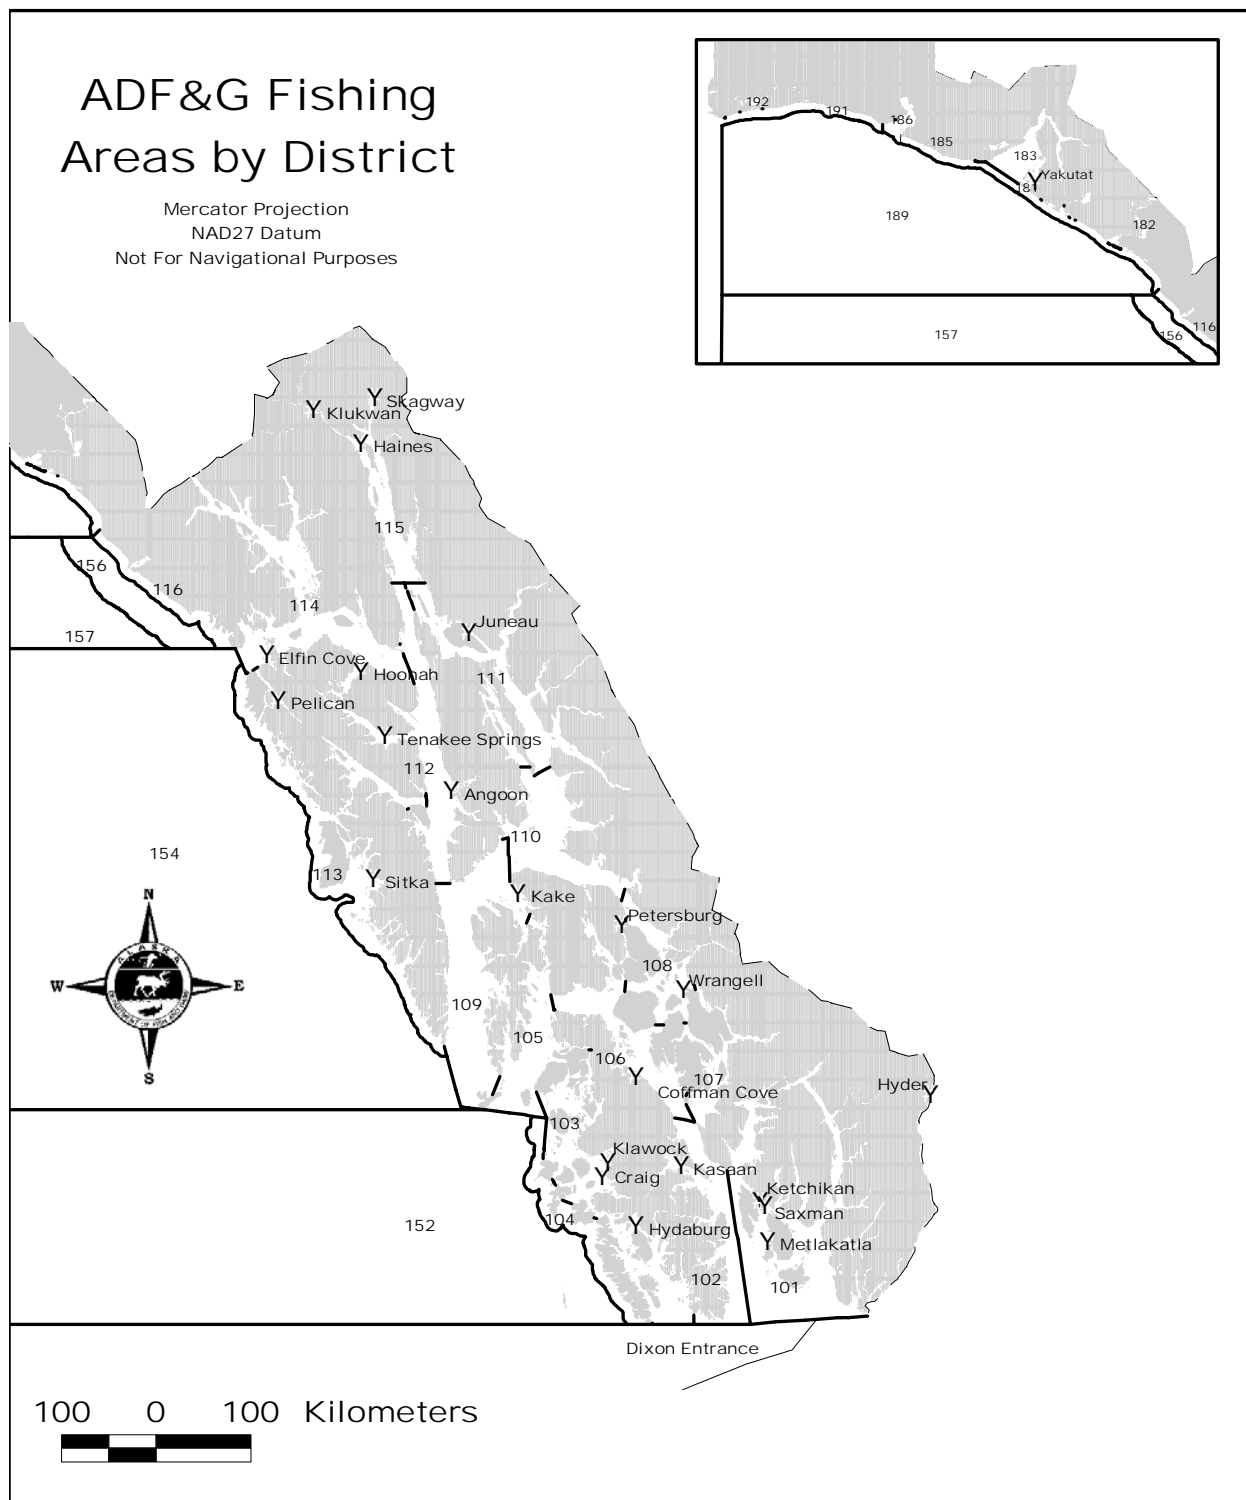 ADF&G Fishing
Areas by District
Mercator Projection
NAD27 Datum
Not For Navigational Purposes
192
191
186
185
183
Yakutat
181
189
182
157
156
116
Skagway
Klukwan
Haines
115
156
116
114
157
Juneau
Elfin Cove
Hoonah
111
Pelican
Tenakee Springs
112
Angoon
110
154
113
Sitka
Kake
Petersburg
N
ALASKA
W
E
S
108
Wrangell
109
105
106
107
Hyder
Coffman Cove
103
Klawock
Kasaan
Craig
Ketchikan
Saxman
104
152
Hydaburg
Metlakatla
102
101
Dixon Entrance
100 0 100 Kilometers